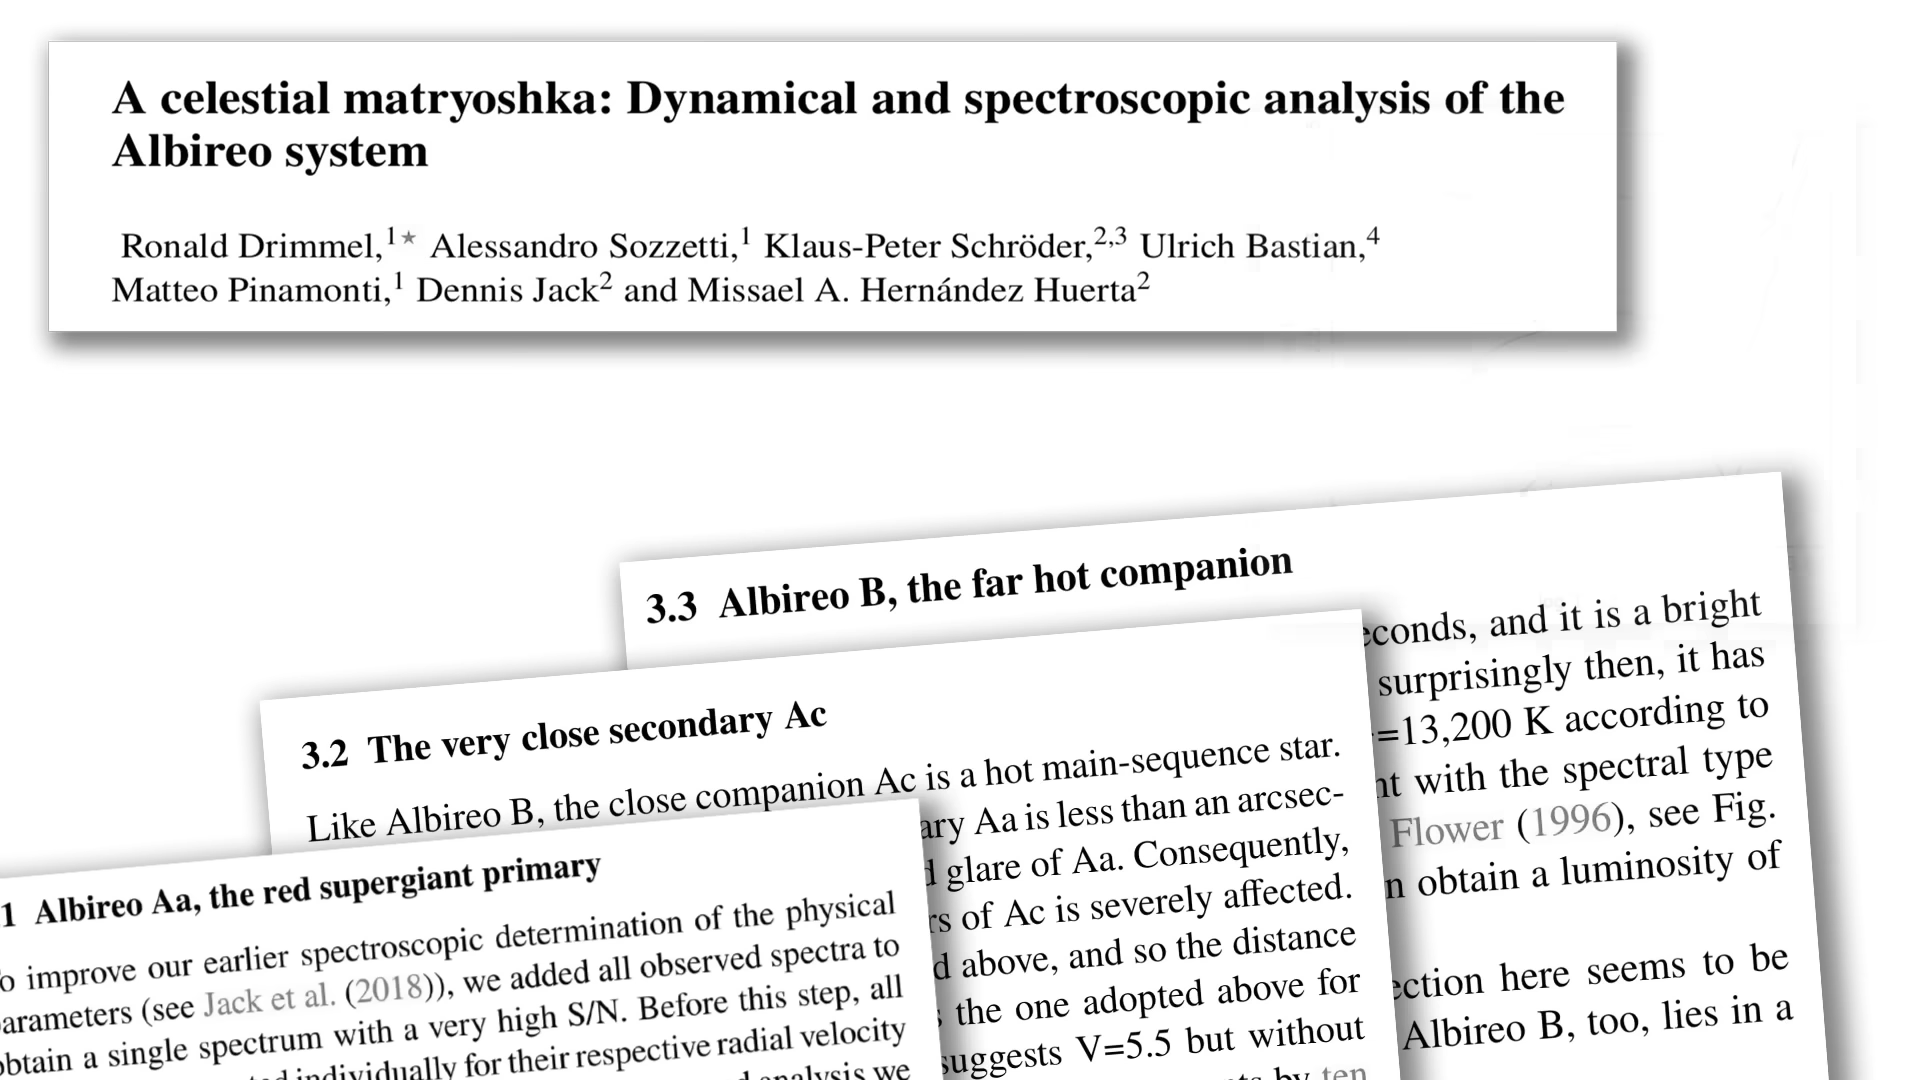 A celestial matryoshka: Dynamical and spectroscopic analysis of the
Albireo system
Ronald Drimmel,¹★ Alessandro Sozzetti,¹ Klaus-Peter Schröder,²,³ Ulrich Bastian,⁴
Matteo Pinamonti,¹ Dennis Jack² and Missael A. Hernández Huerta²
3.3 Albireo B, the far hot companion
econds, and it is a bright
surprisingly then, it has
=13,200 K according to
with the spectral type
Flower (1996), see Fig.
obtain a luminosity of
ection here seems to be
Albireo B, too, lies in a
3.2 The very close secondary Ac
Like Albireo B, the close companion Ac is a hot main-sequence star.
ary Aa is less than an arcsec-
glare of Aa. Consequently,
of Ac is severely affected.
above, and so the distance
the one adopted above for
suggests V=5.5 but without
by ten
1 Albireo Aa, the red supergiant primary
o improve our earlier spectroscopic determination of the physical
arameters (see Jack et al. (2018)), we added all observed spectra to
obtain a single spectrum with a very high S/N. Before this step, all
individually for their respective radial velocity
analysis we